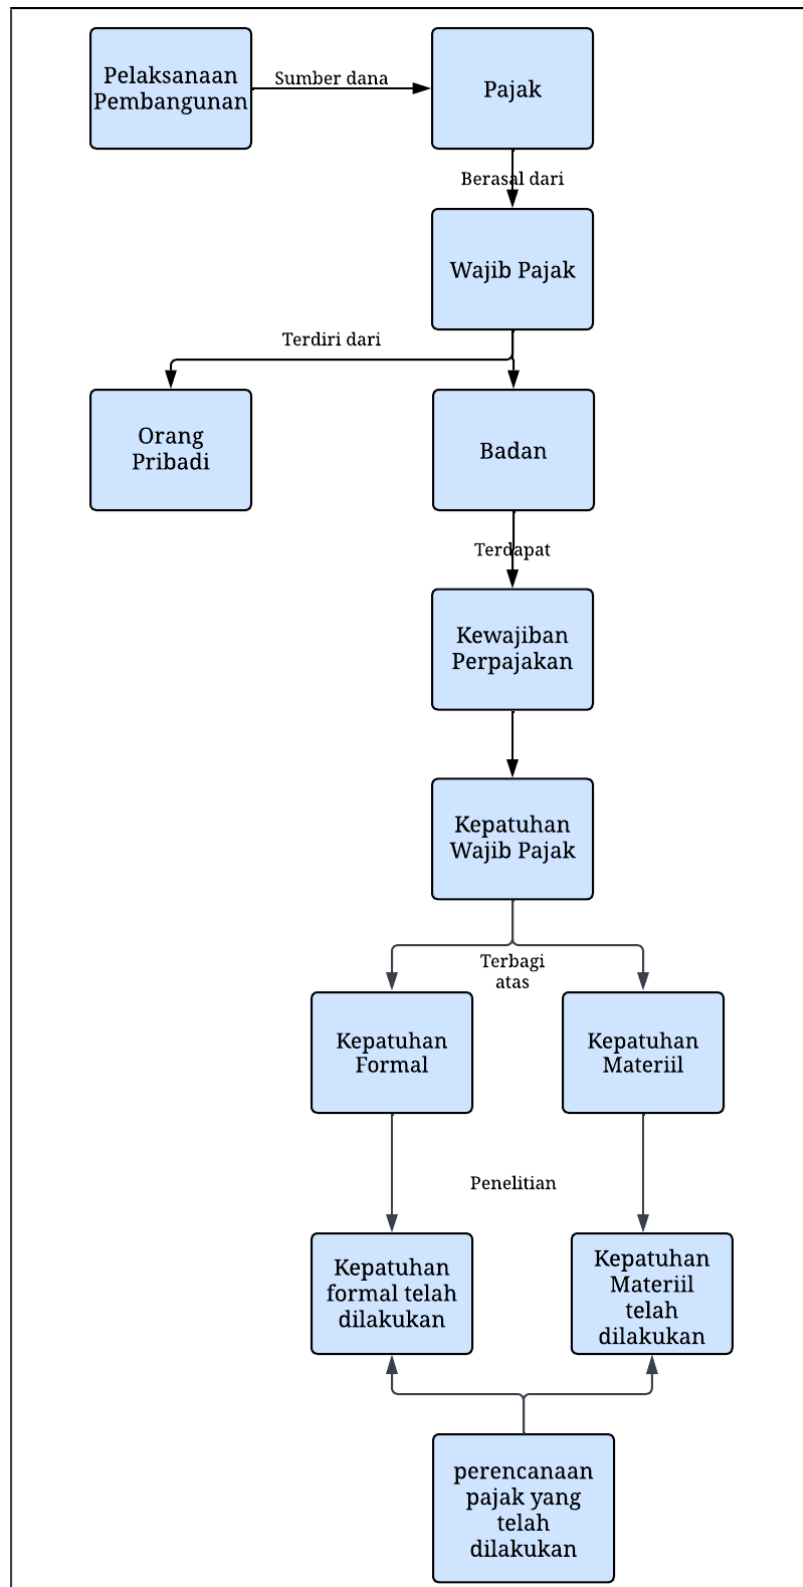 Pelaksanaan
Pembangunan
Sumber dana
Pajak
Berasal dari
Wajib Pajak
Terdiri dari
Orang
Pribadi
Badan
Terdapat
Kewajiban
Perpajakan
Kepatuhan
Wajib Pajak
Terbagi
atas
Kepatuhan
Formal
Kepatuhan
Materiil
Penelitian
Kepatuhan
formal telah
dilakukan
Kepatuhan
Materiil
telah
dilakukan
perencanaan
pajak yang
telah
dilakukan